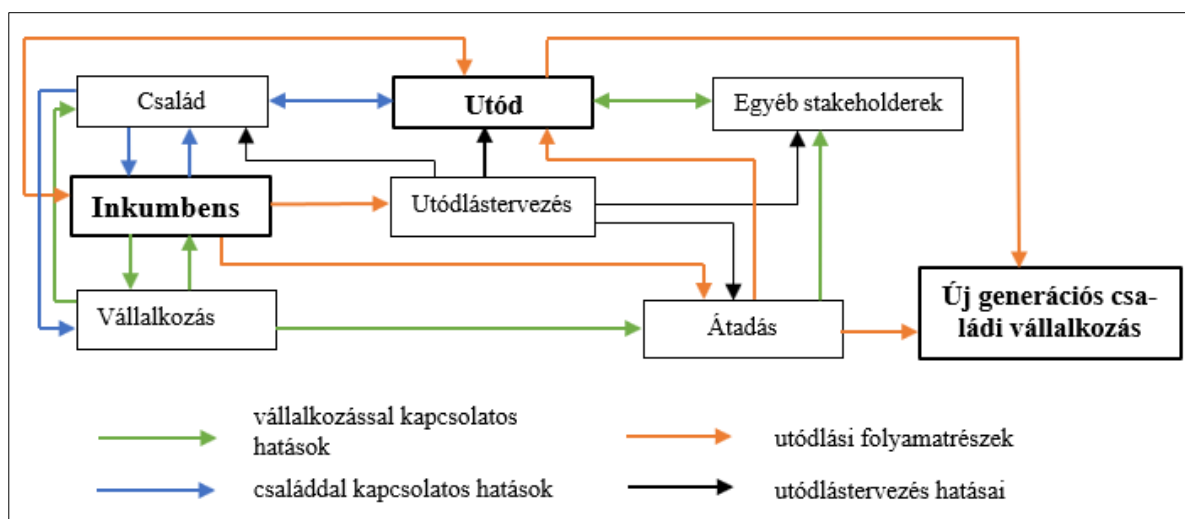 Család
Utód
Egyéb stakeholderek
Inkumbens
Utódlástervezés
Vállalkozás
Átadás
Új generációs csa-
ládi vállalkozás
vállalkozással kapcsolatos
hatások
utódlási folyamatrészek
családdal kapcsolatos hatások
utódlástervezés hatásai